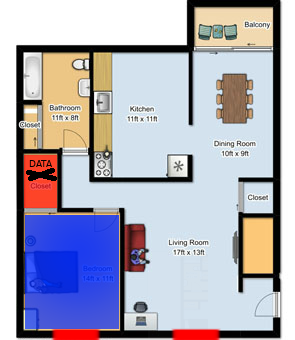 Balcony
Bathroom
11ft x 8ft
Kitchen
11ft x 11ft
Closet
Dining Room
10ft x 9ft
DATA
Closet
Closet
Living Room
17ft x 13ft
Bedroom
14ft x 11ft